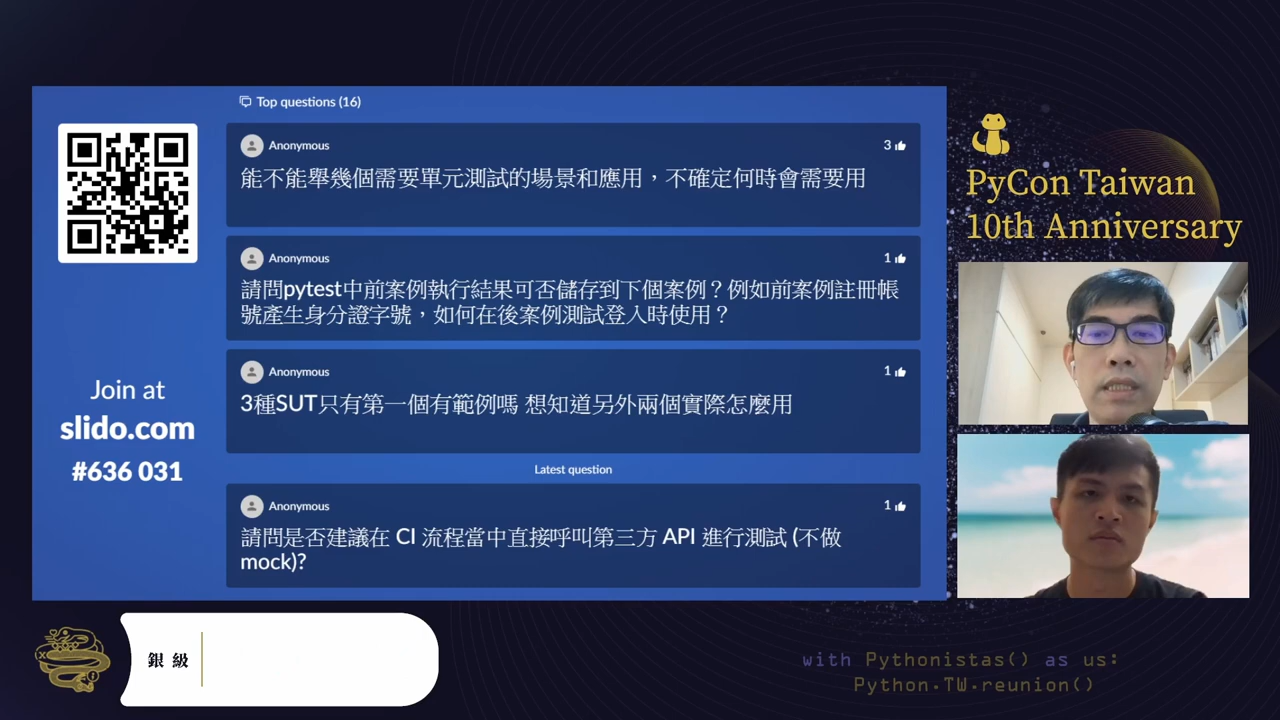 Top questions (16)
Anonymous
3
能不能舉幾個需要單元測試的場景和應用，不確定何時會需要用
Anonymous
1
請問pytest中前案例執行結果可否儲存到下個案例？例如前案例註冊帳
號產生身分證字號，如何在後案例測試登入時使用？
Anonymous
1
3種SUT只有第一個有範例嗎 想知道另外兩個實際怎麼用
Latest question
Anonymous
1
請問是否建議在 CI 流程當中直接呼叫第三方 API 進行測試 (不做
mock)?
Join at
slido.com
#636 031
PyCon Taiwan
10th Anniversary
銀級
with Pythonistas() as us:
Python.TW.reunion()